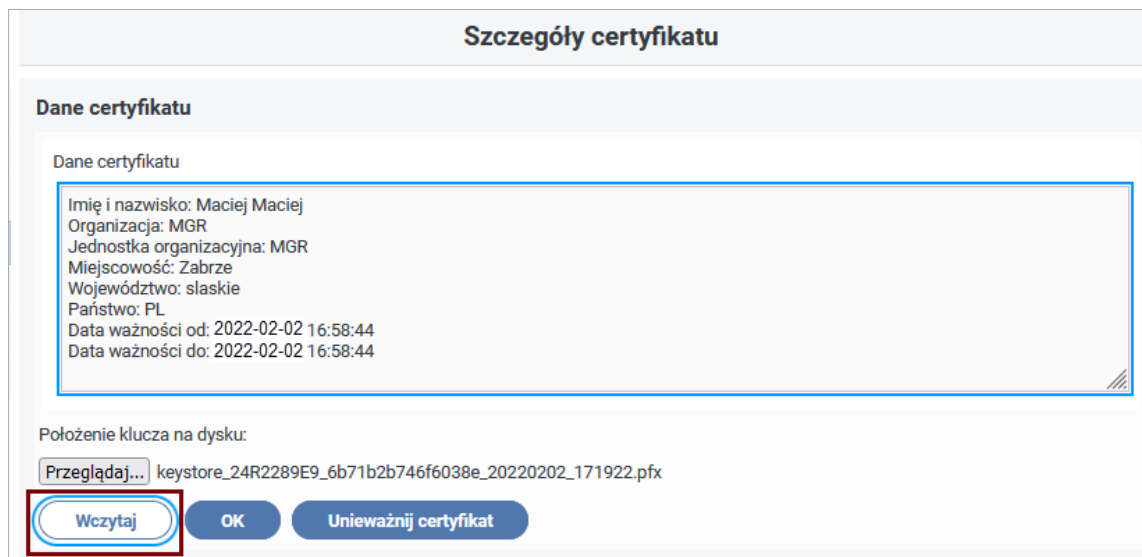 Szczegóły certyfikatu
Dane certyfikatu
Dane certyfikatu
Imię i nazwisko: Maciej Maciej
Organizacja: MGR
Jednostka organizacyjna: MGR
Miejscowość: Zabrze
Województwo: slaskie
Państwo: PL
Data ważności od: 2022-02-02 16:58:44
Data ważności do: 2022-02-02 16:58:44
Położenie klucza na dysku:
Przeglądaj... keystore_24R2289E9_6b71b2b746f6038e_20220202_171922.pfx
Wczytaj OK Unieważnij certyfikat